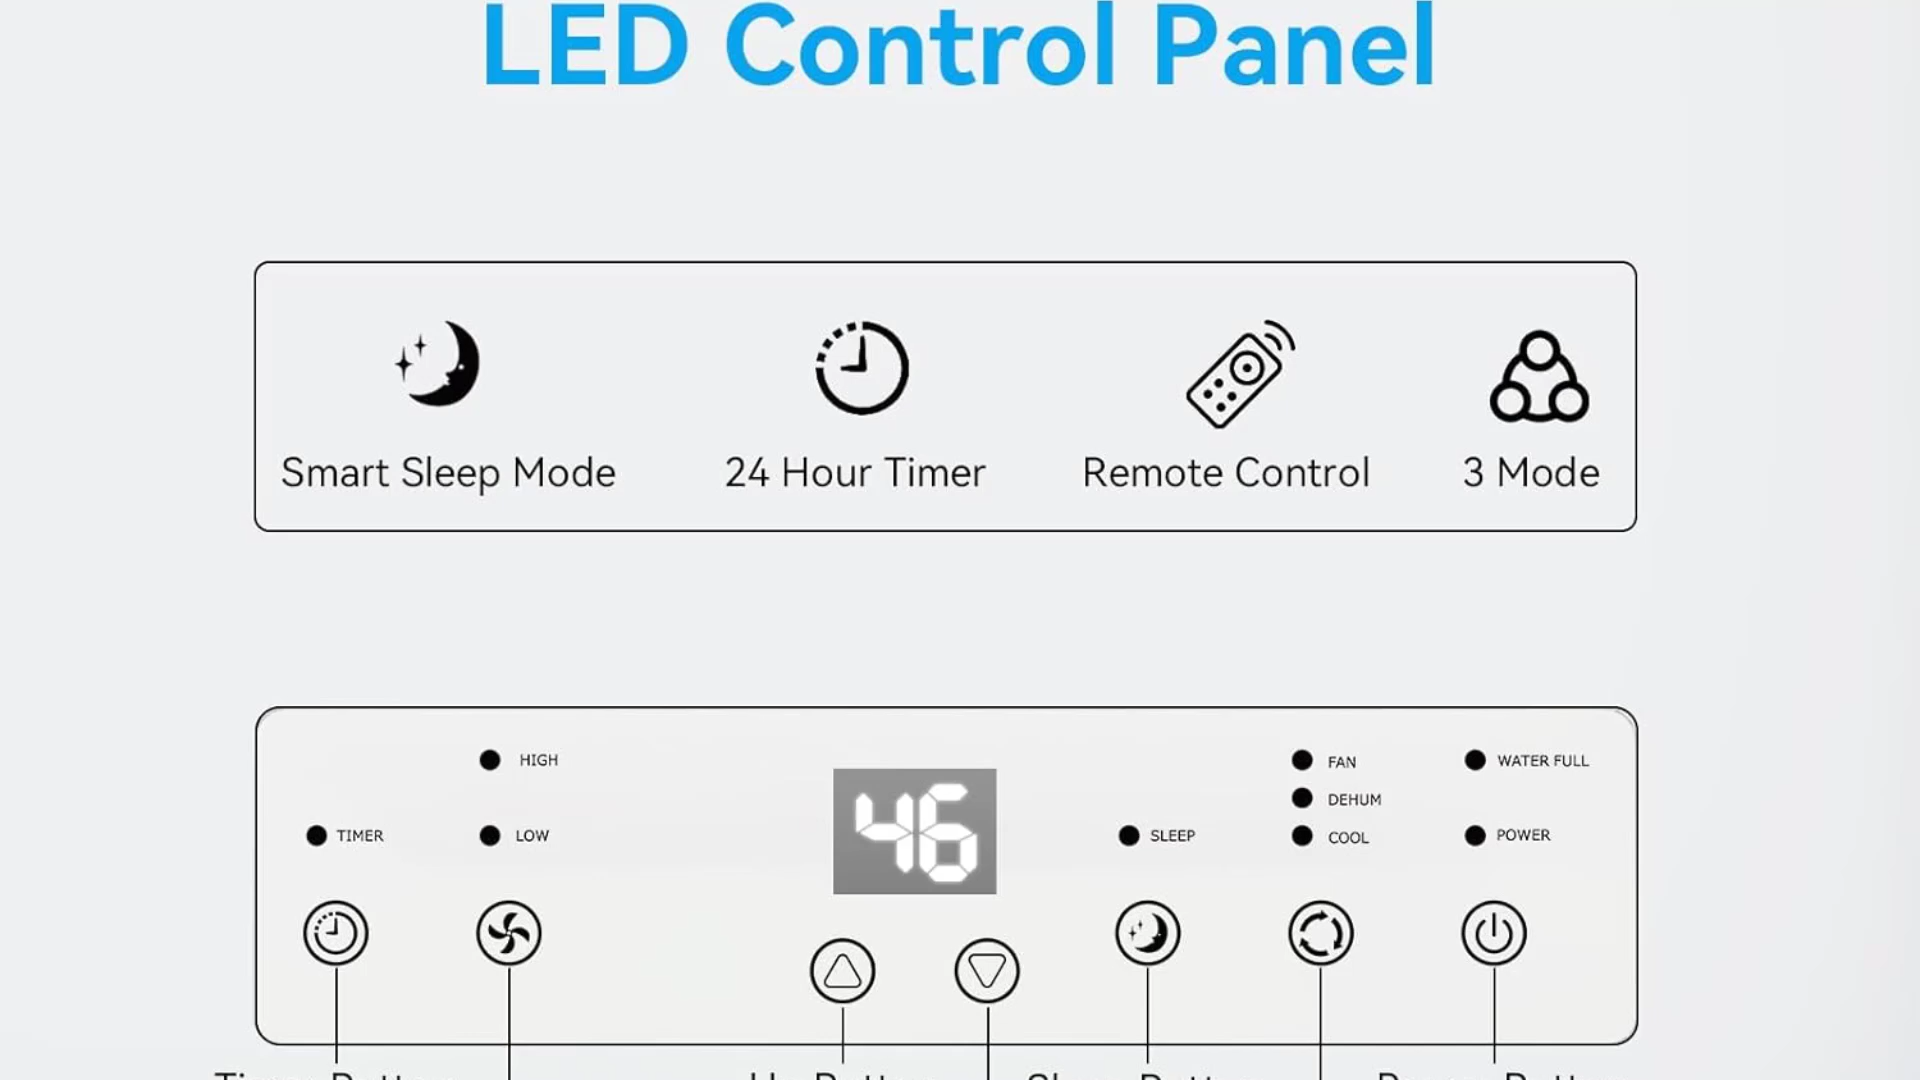 LED Control Panel
Smart Sleep Mode
24 Hour Timer
Remote Control
3 Mode
HIGH
FAN
WATER FULL
DEHUM
TIMER
LOW
46
SLEEP
COOL
POWER